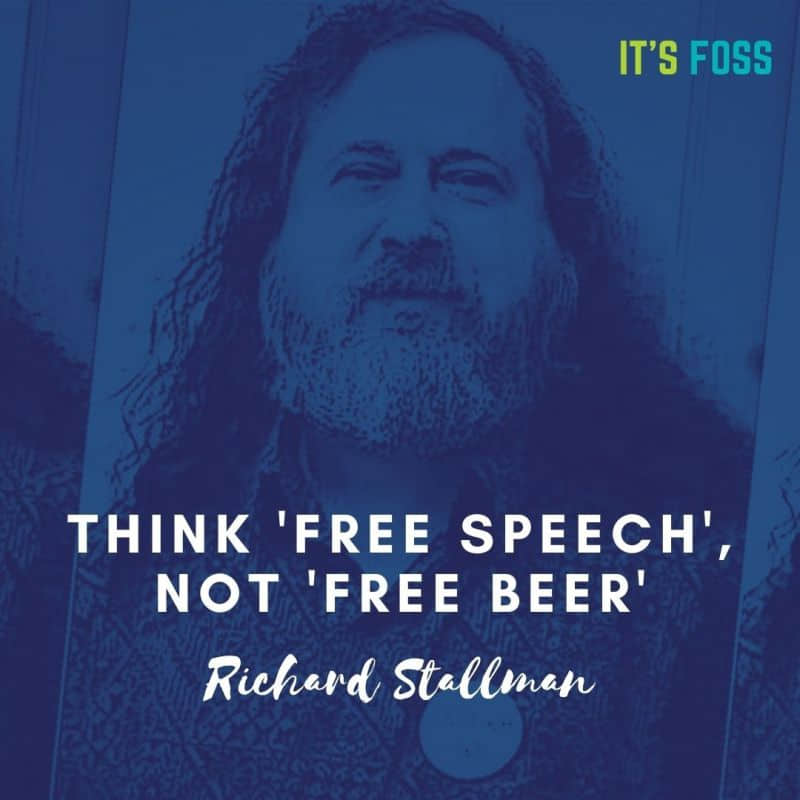 IT'S FOSS
THINK 'FREE SPEECH',
NOT 'FREE BEER'
Richard Stallman